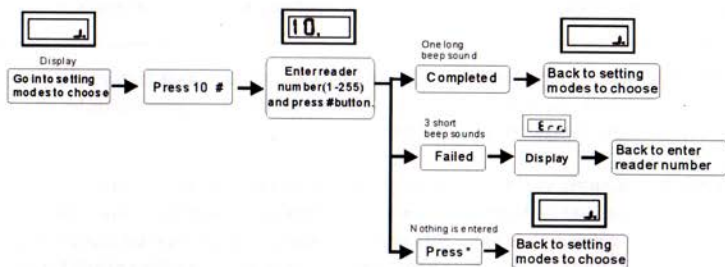 Display
Go into setting
modes to choose
Press 10 #
10.
Enter reader
number(1-255)
and press #button.
One long
beep sound
Completed
Back to setting
modes to choose
3 short
beep sounds
Failed
Err.
Display
Back to enter
reader number
Nothing is entered
Press*
Back to setting
modes to choose